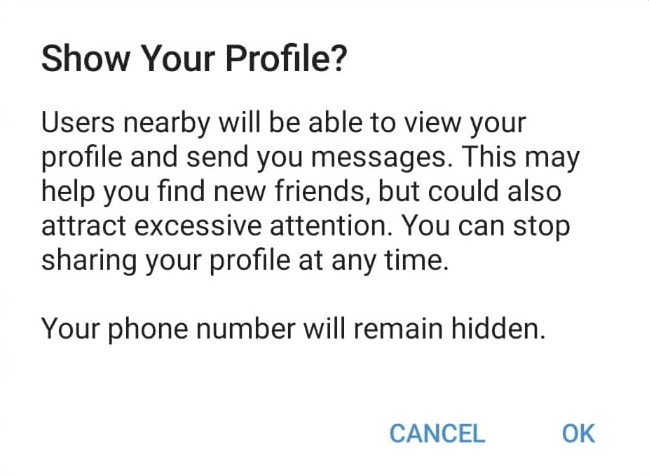 Show Your Profile?
Users nearby will be able to view your
profile and send you messages. This may
help you find new friends, but could also
attract excessive attention. You can stop
sharing your profile at any time.
Your phone number will remain hidden.
CANCEL OK